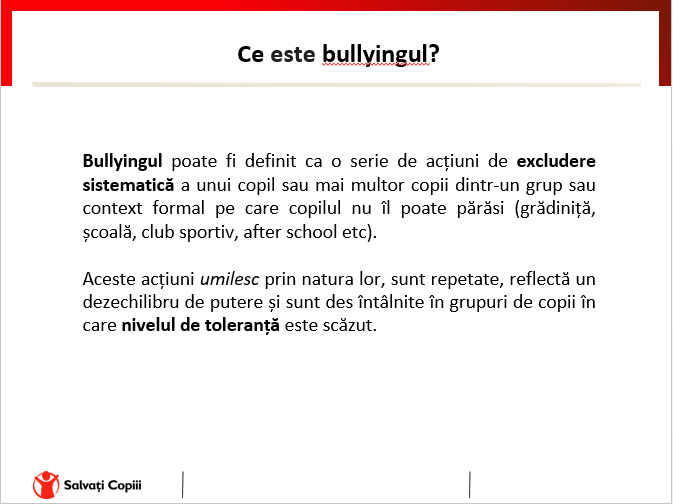 Ce este bullyingul?
Bullyingul poate fi definit ca o serie de acțiuni de excludere
sistematică a unui copil sau mai multor copii dintr-un grup sau
context formal pe care copilul nu îl poate părăsi (grădiniță,
școală, club sportiv, after school etc).
Aceste acțiuni umilesc prin natura lor, sunt repetate, reflectă un
dezechilibru de putere și sunt des întâlnite în grupuri de copii în
care nivelul de toleranță este scăzut.
Salvați Copiii